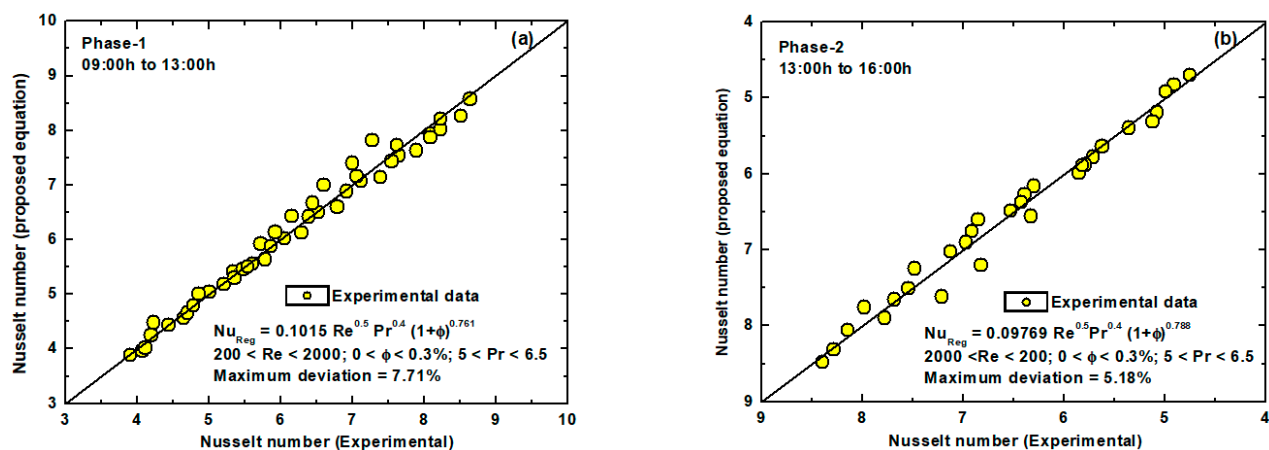 Phase-1
09:00h to 13:00h
(a)
Nusselt number (proposed equation)
10
9
8
7
6
5
4
3
Experimental data
Nu_Reg = 0.1015 Re^0.5 Pr^0.4 (1+ϕ)^0.761
200 < Re < 2000; 0 < ϕ < 0.3%; 5 < Pr < 6.5
Maximum deviation = 7.71%
3 4 5 6 7 8 9 10
Nusselt number (Experimental)
Phase-2
13:00h to 16:00h
(b)
Nusselt number (proposed equation)
4
5
6
7
8
9
Experimental data
Nu_Reg = 0.09769 Re^0.5Pr^0.4 (1+ϕ)^0.788
2000 <Re < 200; 0 < ϕ < 0.3%; 5 < Pr < 6.5
Maximum deviation = 5.18%
9 8 7 6 5 4
Nusselt number (Experimental)